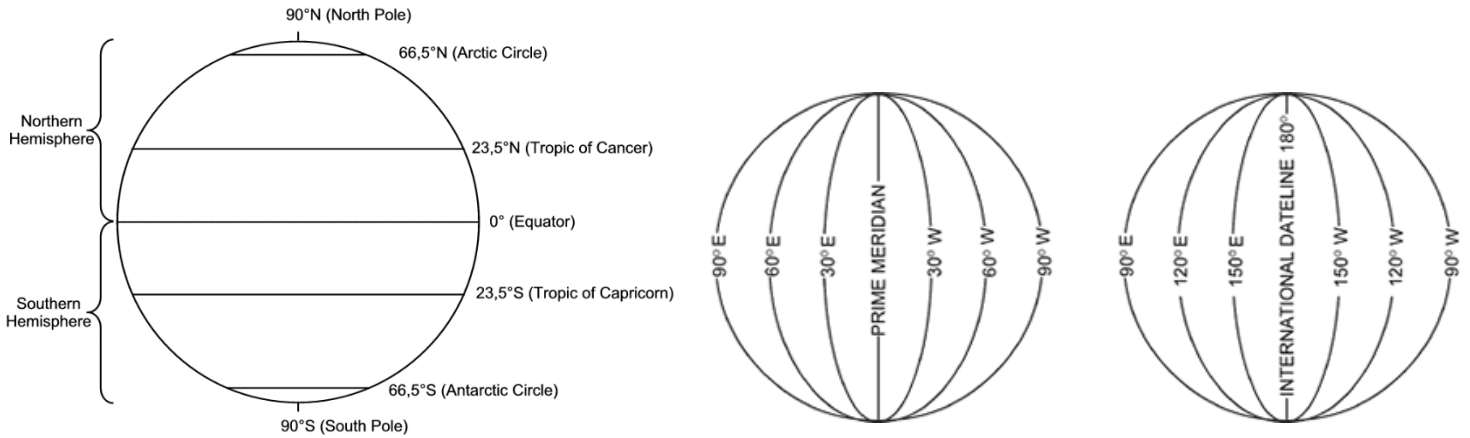 90°N (North Pole)
66,5°N (Arctic Circle)
Northern
Hemisphere
23,5°N (Tropic of Cancer)
0° (Equator)
23,5°S (Tropic of Capricorn)
Southern
Hemisphere
66,5°S (Antarctic Circle)
90°S (South Pole)
90° E
60° E
30° E
PRIME MERIDIAN
30° W
60° W
90° W
90° E
120° E
150° E
INTERNATIONAL DATELINE 180°
150° W
120° W
90° W